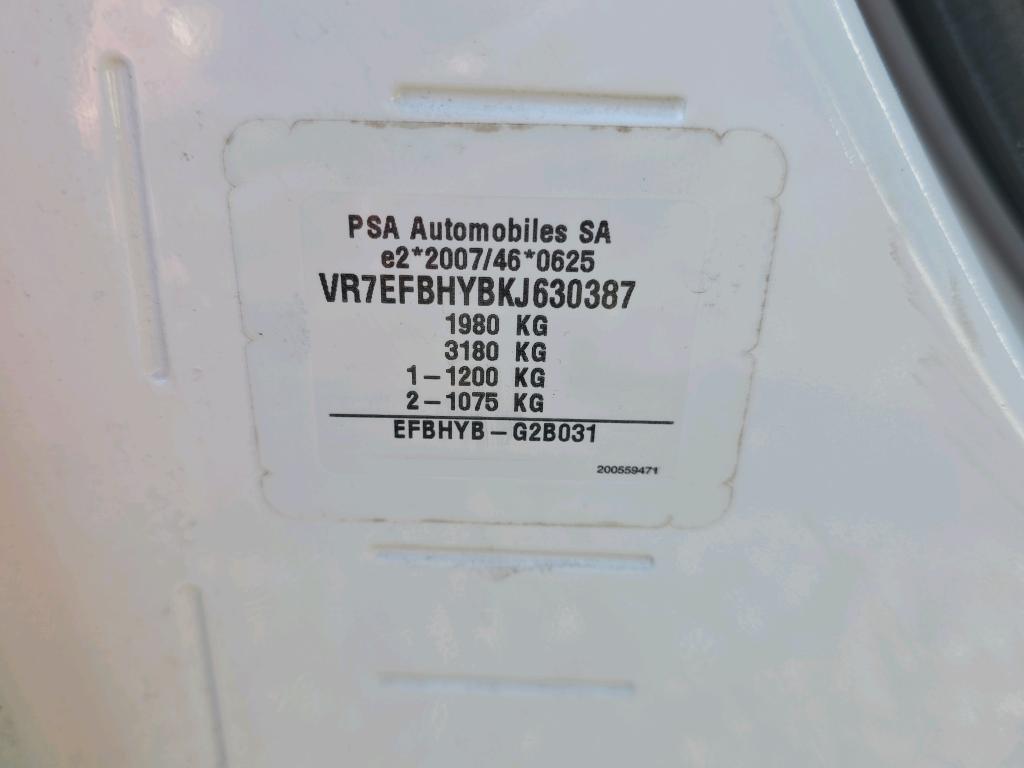 PSA Automobiles SA
e2*2007/46*0625
VR7EFBHYBKJ630387
1980 KG
3180 KG
1-1200 KG
2-1075 KG
EFBHYB-G2B031
200559471